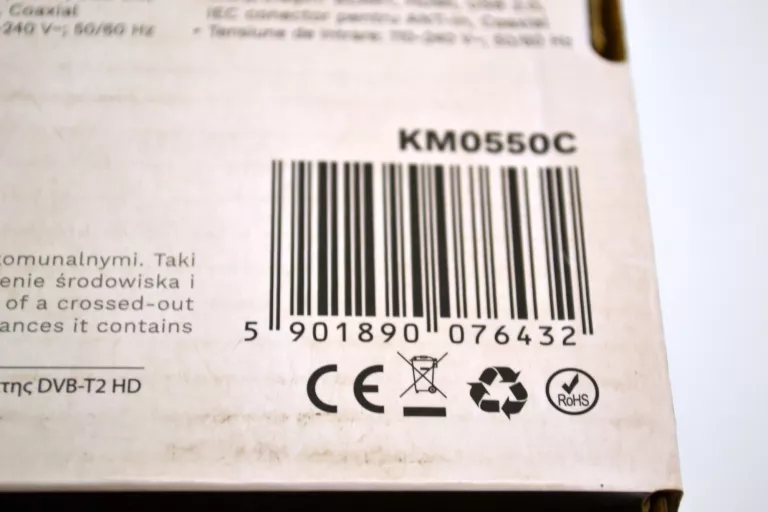 , Coaxial
-240 V~; 50/60 Hz
IEC conector pentru ANT-in, Coaxial
• Tensiune de intrare: 110-240 V~, 50/60 Hz
KM0550C
5 901890 076432
omunalnymi. Taki
enie środowiska i
of a crossed-out
ances it contains
της DVB-T2 HD
CE
RoHS